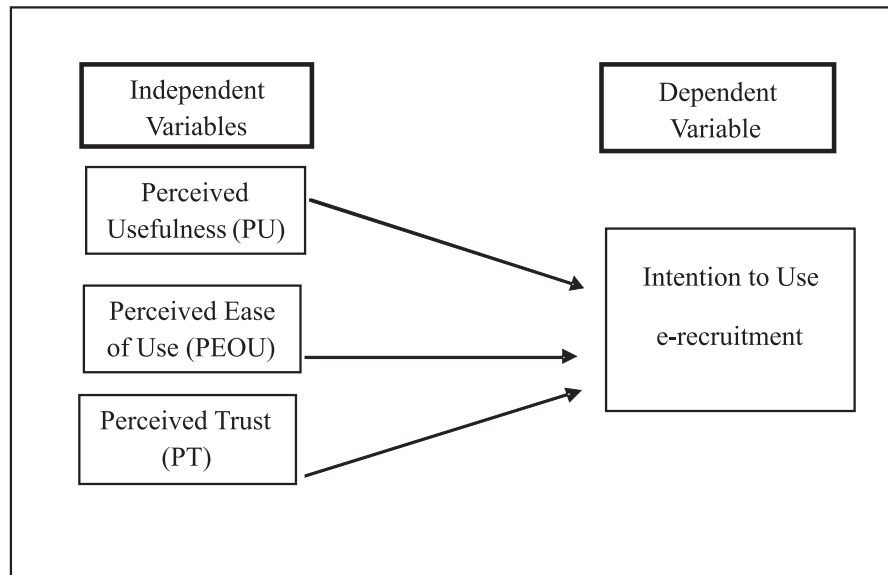 Independent
Variables
Dependent
Variable
Perceived
Usefulness (PU)
Intention to Use
e-recruitment
Perceived Ease
of Use (PEOU)
Perceived Trust
(PT)